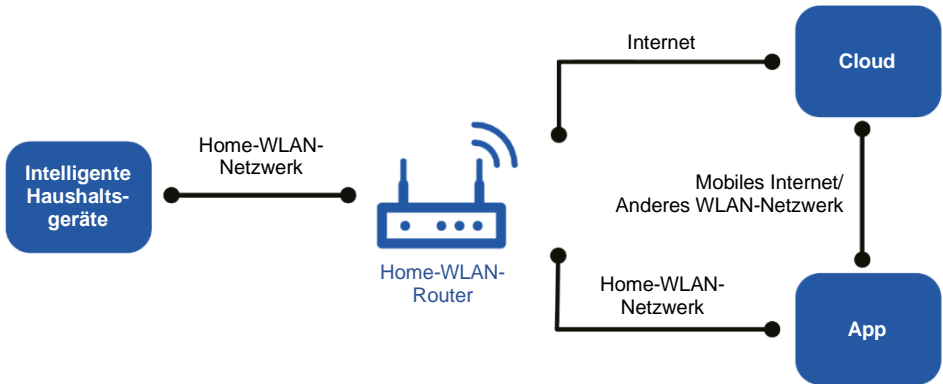 Intelligente
Haushalts-
geräte
Home-WLAN-
Netzwerk
Home-WLAN-
Router
Internet
Cloud
Mobiles Internet/
Anderes WLAN-Netzwerk
Home-WLAN-
Netzwerk
App